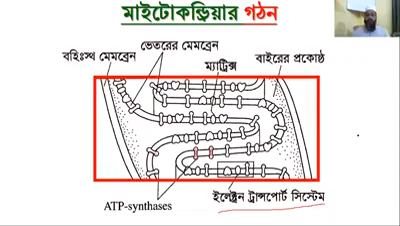 মাইটোকন্ড্রিয়ার গঠন
ভেতরের মেমব্রেন
বহিঃস্থ মেমব্রেন
ম্যাট্রিক্স
বাইরের প্রকোষ্ঠ
ATP-synthases
ইলেক্ট্রন ট্রান্সপোর্ট সিস্টেম